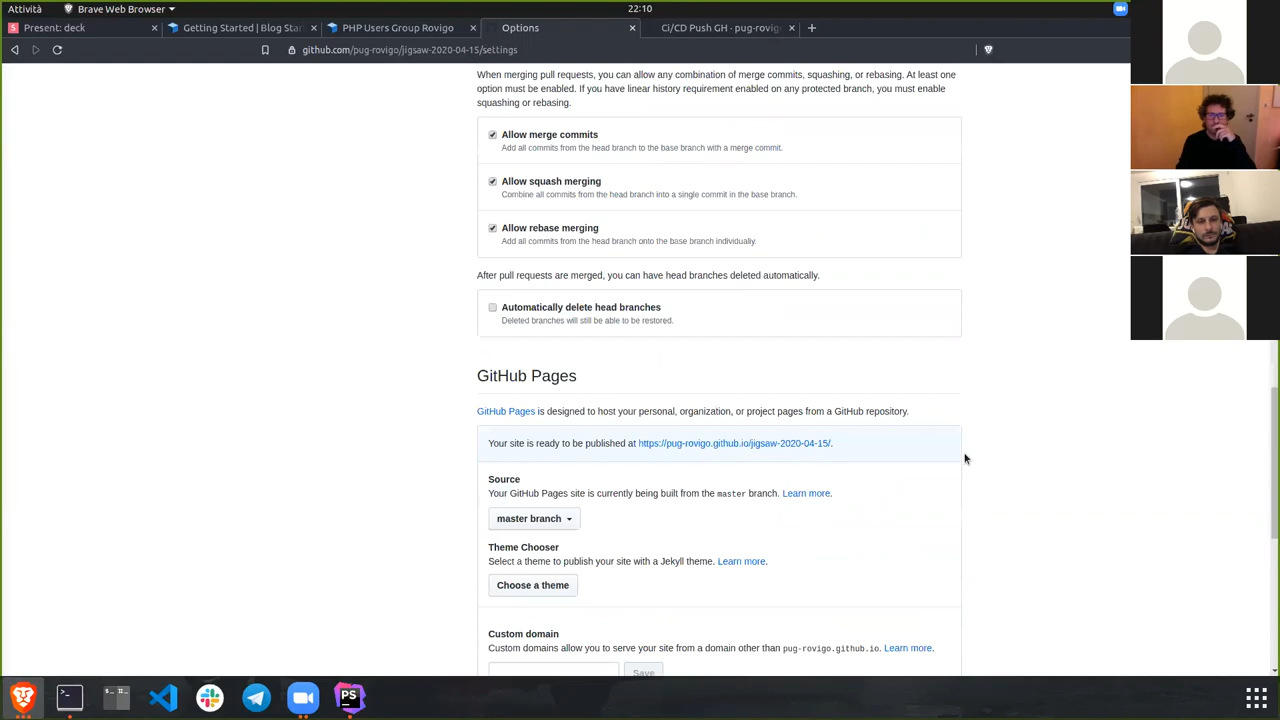 Attività
Brave Web Browser
22:10
Present: deck
Getting Started | Blog Star
PHP Users Group Rovigo
Options
CI/CD Push GH · pug-rovig
github.com/pug-rovigo/jigsaw-2020-04-15/settings
When merging pull requests, you can allow any combination of merge commits, squashing, or rebasing. At least one
option must be enabled. If you have linear history requirement enabled on any protected branch, you must enable
squashing or rebasing.
Allow merge commits
Add all commits from the head branch to the base branch with a merge commit.
Allow squash merging
Combine all commits from the head branch into a single commit in the base branch.
Allow rebase merging
Add all commits from the head branch onto the base branch individually.
After pull requests are merged, you can have head branches deleted automatically.
Automatically delete head branches
Deleted branches will still be able to be restored.
GitHub Pages
GitHub Pages is designed to host your personal, organization, or project pages from a GitHub repository.
Your site is ready to be published at https://pug-rovigo.github.io/jigsaw-2020-04-15/.
Source
Your GitHub Pages site is currently being built from the master branch. Learn more.
master branch
Theme Chooser
Select a theme to publish your site with a Jekyll theme. Learn more.
Choose a theme
Custom domain
Custom domains allow you to serve your site from a domain other than pug-rovigo.github.io. Learn more.
Save
PS